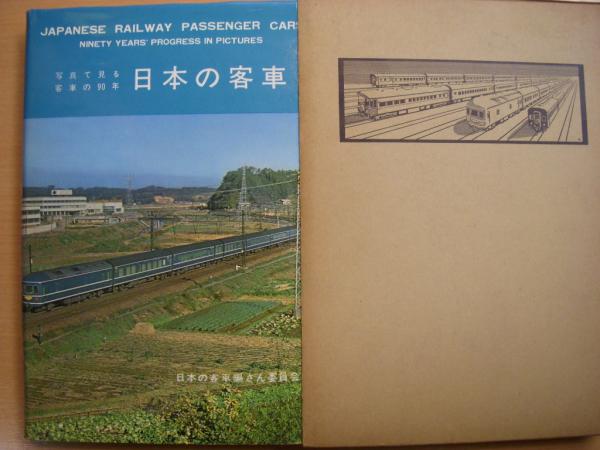 JAPANESE RAILWAY PASSENGER CARS
NINETY YEARS' PROGRESS IN PICTURES
写真で見る
客車の90年
日本の客車
日本の客車編さん委員会